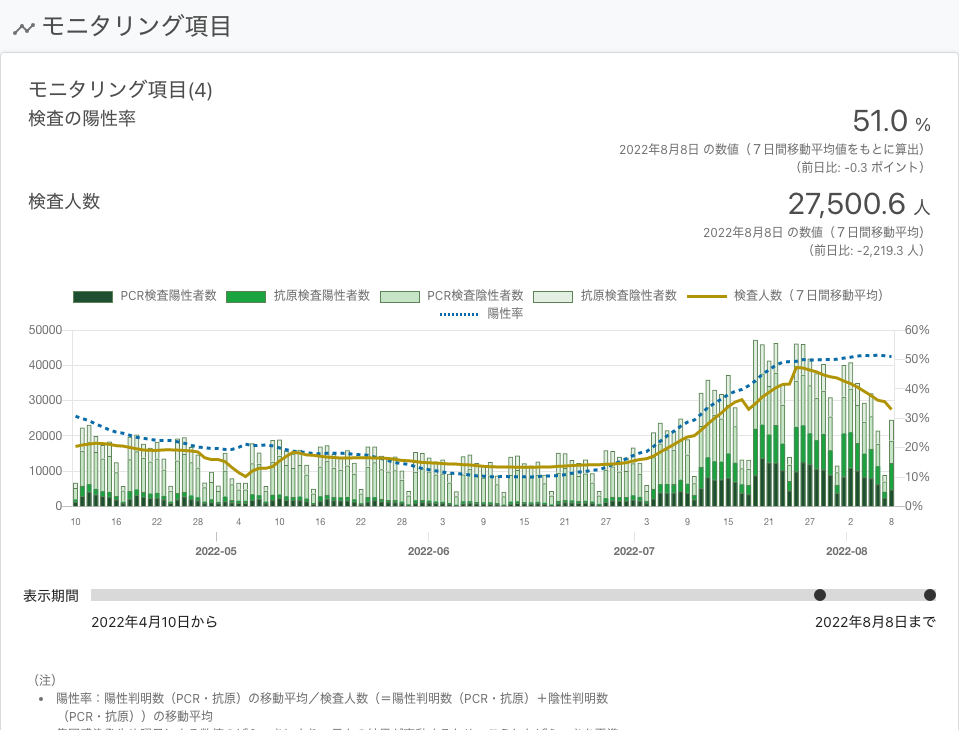 モニタリング項目
モニタリング項目(4)
検査の陽性率
51.0 %
2022年8月8日 の数値（７日間移動平均値をもとに算出）
（前日比: -0.3 ポイント）
検査人数
27,500.6 人
2022年8月8日 の数値（７日間移動平均）
（前日比: -2,219.3 人）
PCR検査陽性者数 抗原検査陽性者数 PCR検査陰性者数 抗原検査陰性者数 検査人数（７日間移動平均）
陽性率
50000 60%
50%
40000
40%
30000
30%
20000
20%
10000
10%
0 0%
10 16 22 28 4 10 16 22 28 3 9 15 21 27 3 9 15 21 27 2 8
2022-05 2022-06 2022-07 2022-08
表示期間
2022年4月10日から 2022年8月8日まで
（注）
• 陽性率：陽性判明数（PCR・抗原）の移動平均／検査人数（＝陽性判明数（PCR・抗原）＋陰性判明数
（PCR・抗原））の移動平均